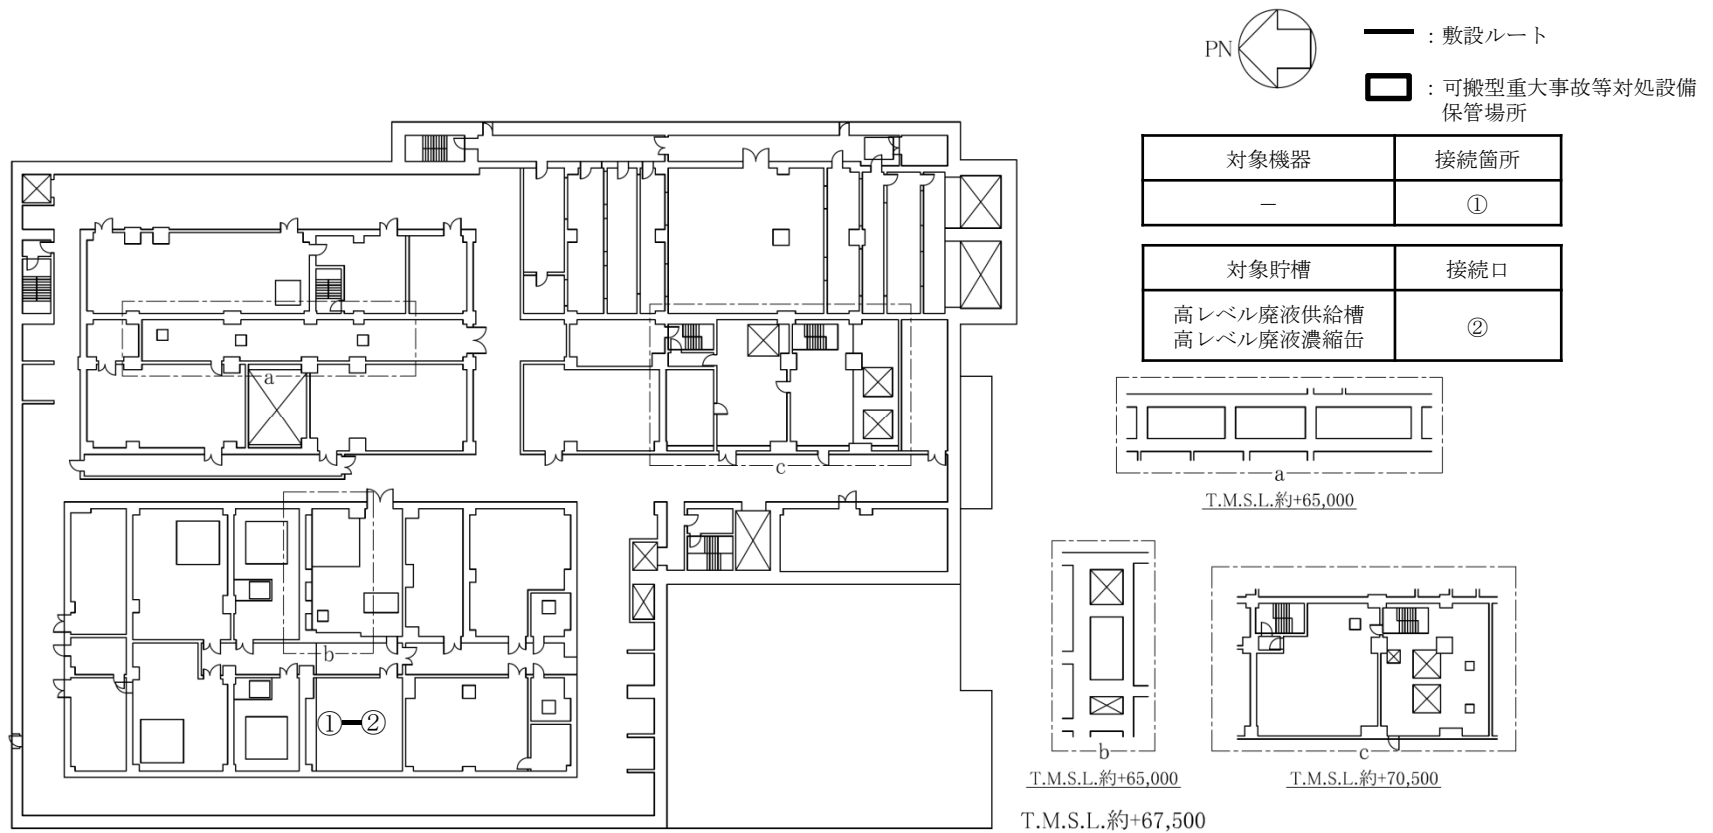 PN
：敷設ルート
：可搬型重大事故等対処設備
保管場所
対象機器 接続箇所
－ ①
対象貯槽 接続口
高レベル廃液供給槽
高レベル廃液濃縮缶
②
a
c
b
①
②
a
T.M.S.L.約+65,000
b
T.M.S.L.約+65,000
c
T.M.S.L.約+70,500
T.M.S.L.約+67,500